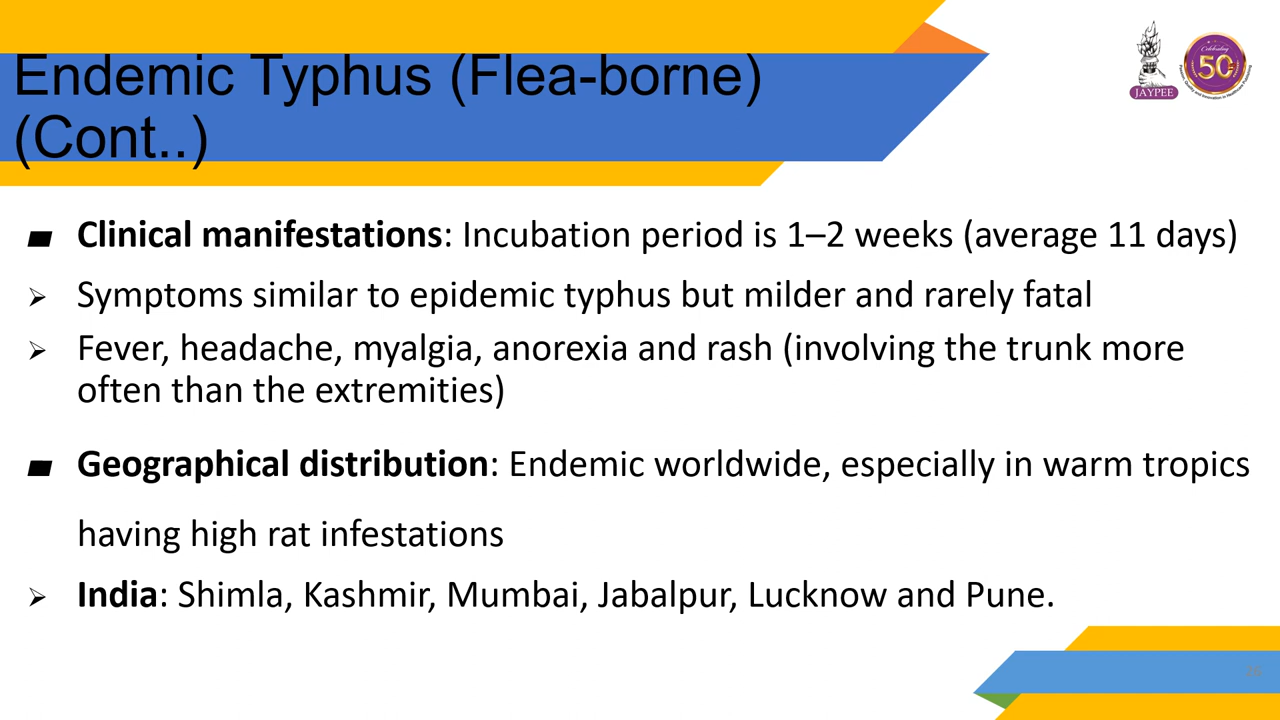 Endemic Typhus (Flea-borne)
(Cont..)
JAYPEE
Celebrating
50
▰ Clinical manifestations: Incubation period is 1–2 weeks (average 11 days)
➢ Symptoms similar to epidemic typhus but milder and rarely fatal
➢ Fever, headache, myalgia, anorexia and rash (involving the trunk more
often than the extremities)
▰ Geographical distribution: Endemic worldwide, especially in warm tropics
having high rat infestations
➢ India: Shimla, Kashmir, Mumbai, Jabalpur, Lucknow and Pune.